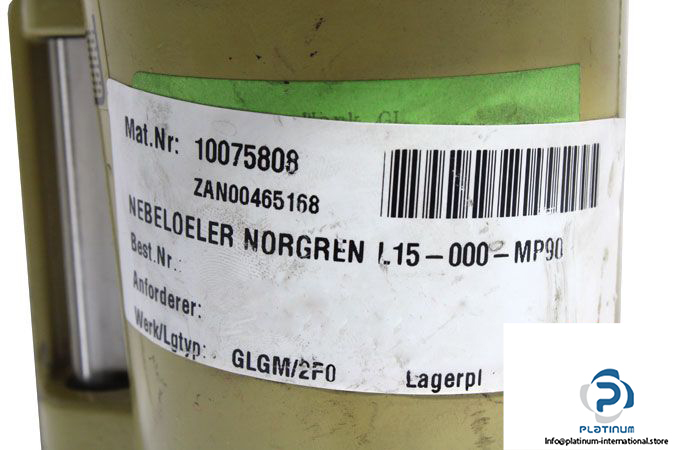 Mat.Nr: 10075808
ZAN00465168
NEBELOELER NORGREN L15-000-MP90
Best.Nr.:
Anforderer:
Werk/Lgtyp: GLGM/2F0 Lagerpl
PLATINUM
Info@platinum-international.store